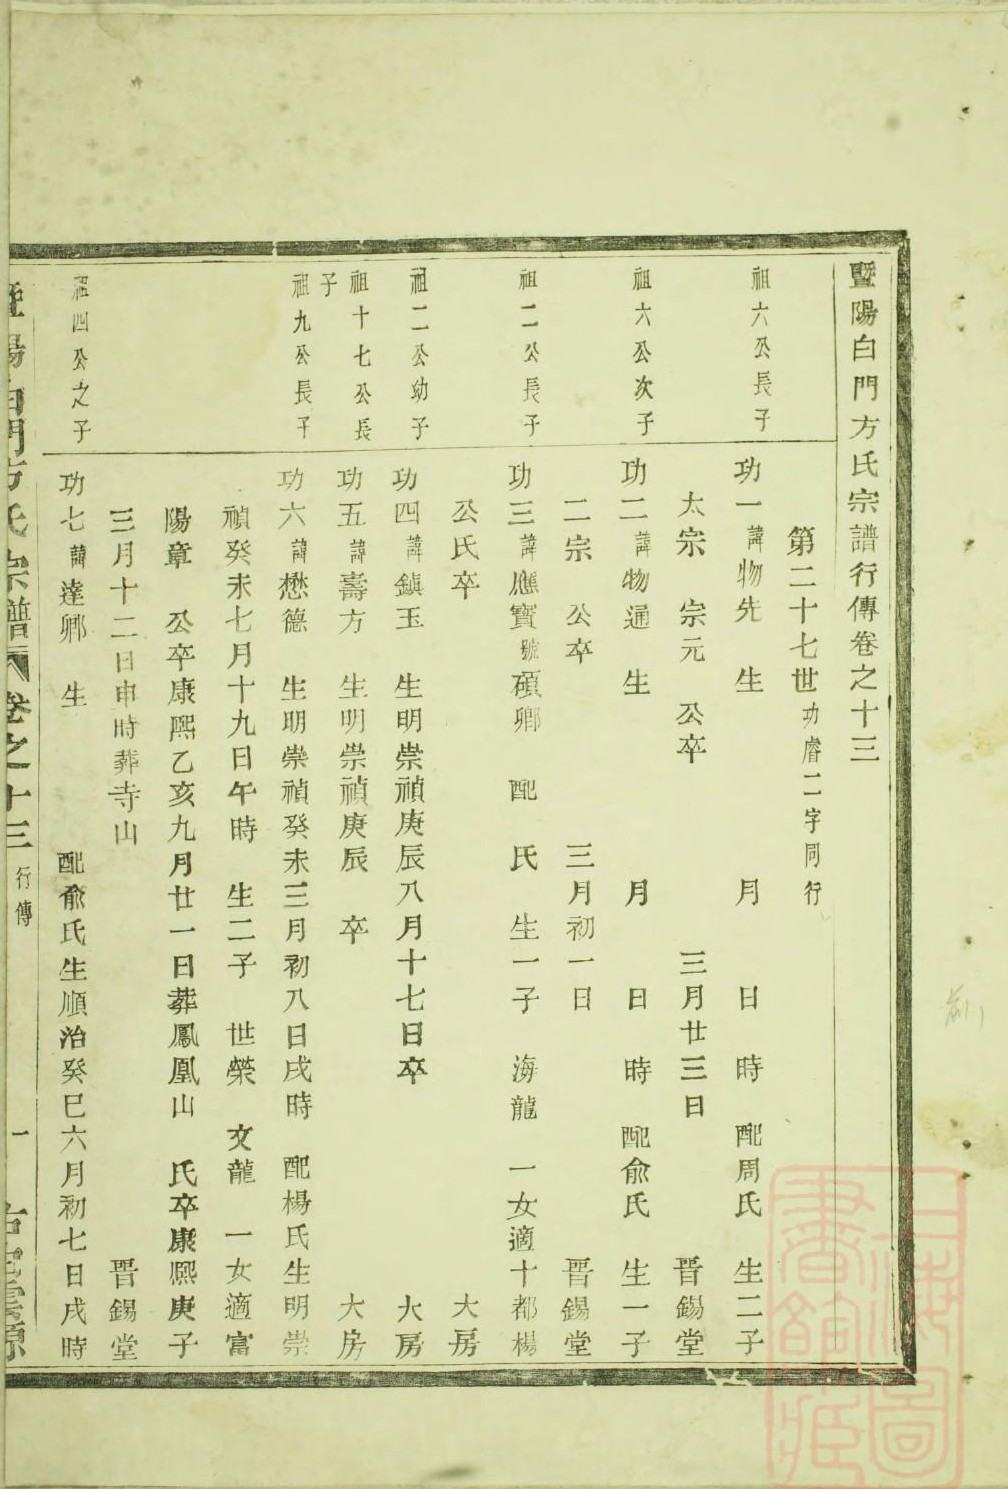 暨陽白門方氏宗譜行傳卷之十三
第二十七世功睿二字同行
祖六公長子
功一諱物先 生 月 日 時 配周氏 生二子
太宗 宗元 公卒 三月廿三日 晋錫堂
祖六公次子
功二諱物通 生 月 日 時 配俞氏 生一子
二宗 公卒 三月初一日 晋錫堂
祖二公長子
功三諱應寶號碩卿 配 氏 生一子 海龍 一女適十都楊
公氏卒 大房
祖二公幼子
功四諱鎮玉 生明崇禎庚辰八月十七日卒 大房
祖十七公長
子
功五諱壽方 生明崇禎庚辰 卒 大房
祖九公長子
功六諱懋德 生明崇禎癸未三月初八日戌時 配楊氏生明崇
禎癸未七月十九日午時 生二子 世榮 文龍 一女適富
陽章 公卒康熙乙亥九月廿一日葬鳳凰山 氏卒康熙庚子
三月十二日申時葬寺山 晋錫堂
祖四公之子
功七諱達卿 生 配俞氏生順治癸巳六月初七日戌時
暨陽白門方氏宗譜 卷之十三 行傳 一
上海圖書館藏